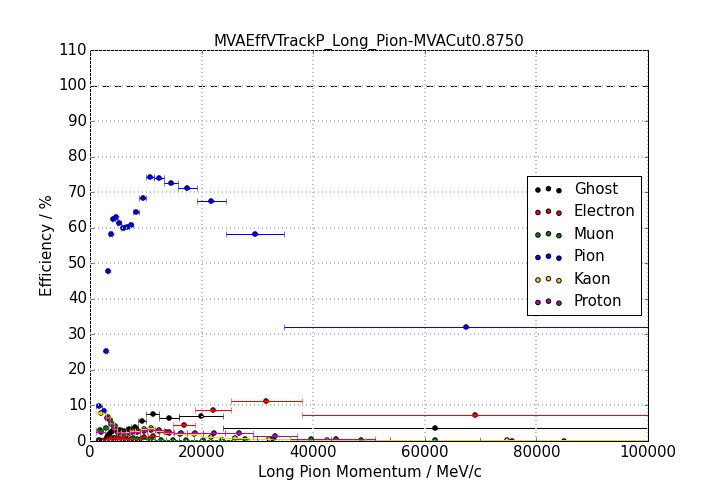 MVAEffVTrackP_Long_Pion-MVACut0.8750
110
100
90
80
70
60
50
40
30
20
10
0
Efficiency / %
Ghost
Electron
Muon
Pion
Kaon
Proton
0 20000 40000 60000 80000 100000
Long Pion Momentum / MeV/c